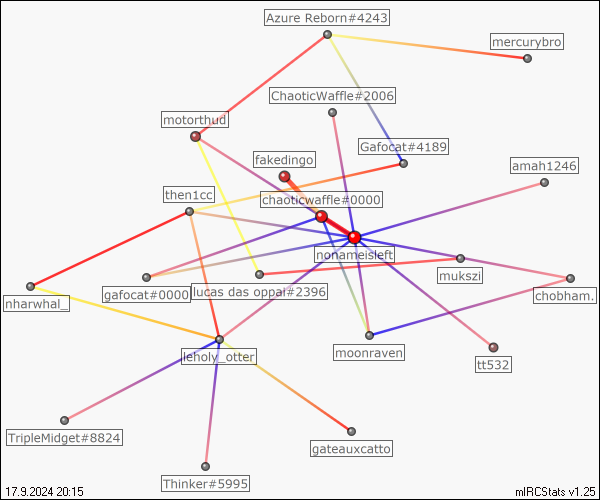 Azure Reborn#4243
mercurybro
ChaoticWaffle#2006
motorthud
Gafocat#4189
fakedingo
amah1246
then1cc
chaoticwaffle#0000
nonameisleft
mukszi
nharwhal_
gafocat#0000
lucas das oppai#2396
chobham.
leholy_otter
moonraven
tt532
TripleMidget#8824
gateauxcatto
Thinker#5995
17.9.2024 20:15
mIRCStats v1.25